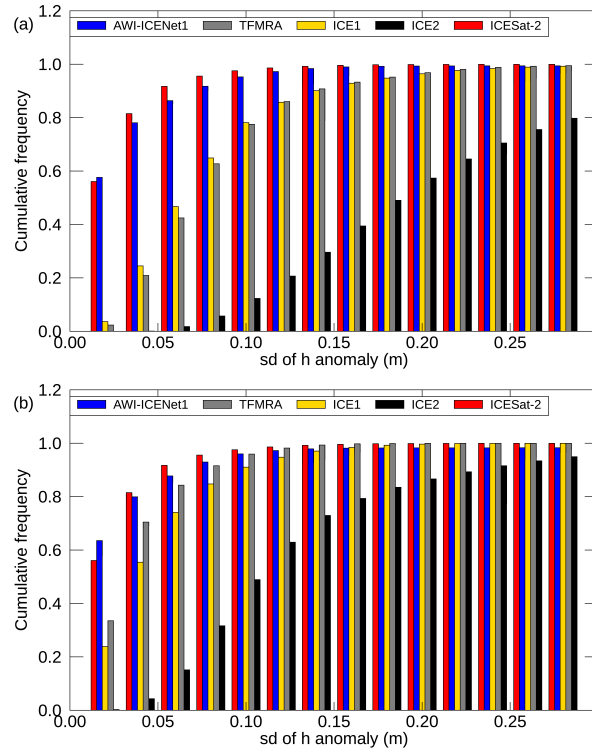 (a)
AWI-ICENet1 TFMRA ICE1 ICE2 ICESat-2
1.2
1.0
0.8
0.6
0.4
0.2
0.0
Cumulative frequency
0.00 0.05 0.10 0.15 0.20 0.25
sd of h anomaly (m)
(b)
AWI-ICENet1 TFMRA ICE1 ICE2 ICESat-2
1.2
1.0
0.8
0.6
0.4
0.2
0.0
Cumulative frequency
0.00 0.05 0.10 0.15 0.20 0.25
sd of h anomaly (m)